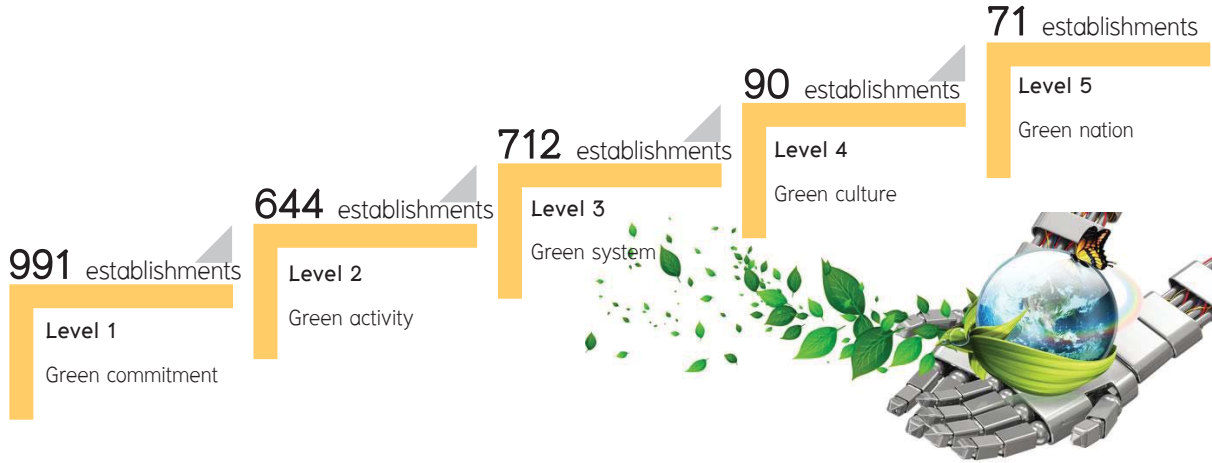 991 establishments
Level 1
Green commitment
644 establishments
Level 2
Green activity
712 establishments
Level 3
Green system
90 establishments
Level 4
Green culture
71 establishments
Level 5
Green nation